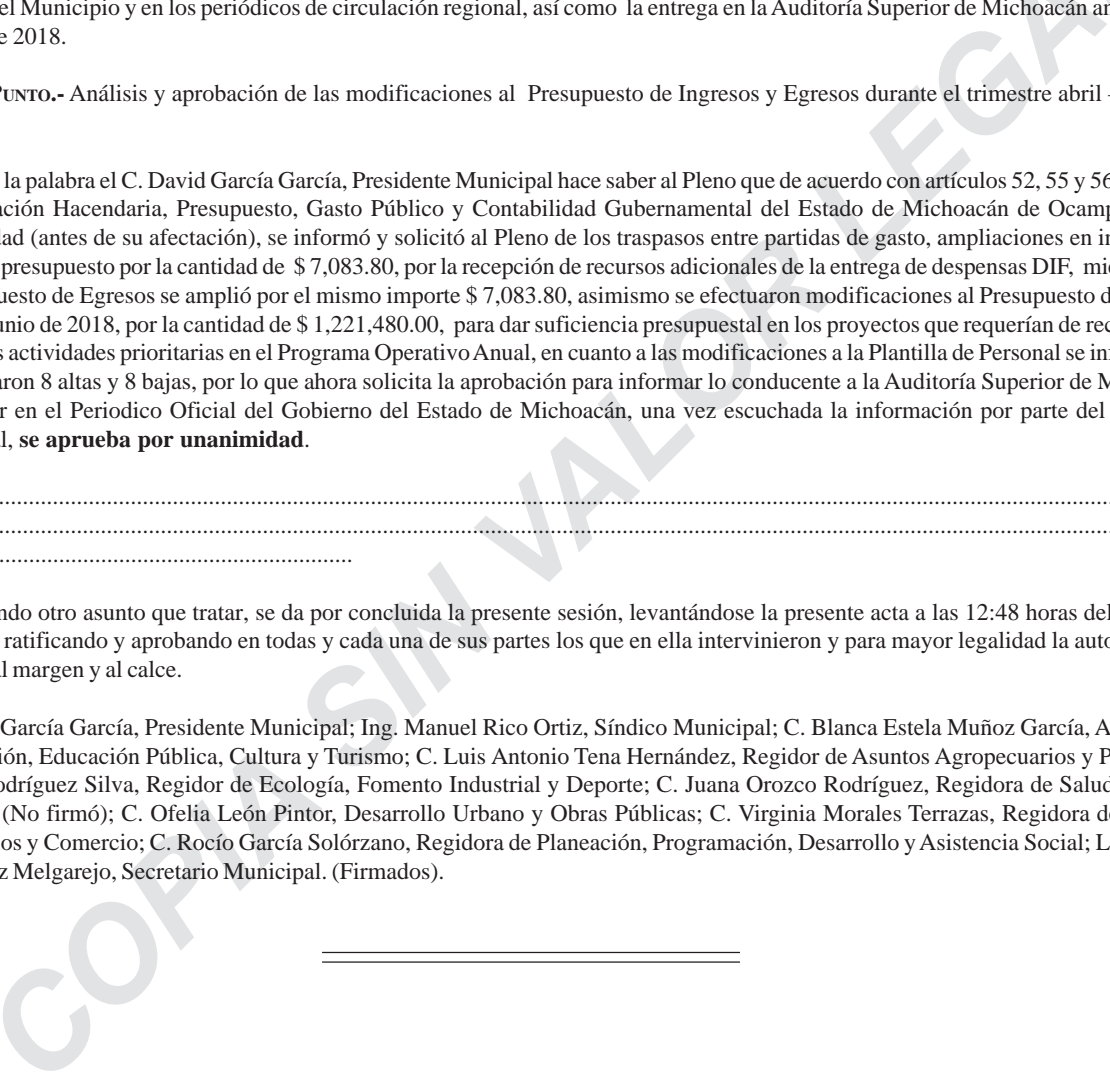 el Municipio y en los periódicos de circulación regional, así como la entrega en la Auditoría Superior de Michoacán
e 2018.
PUNTO.- Análisis y aprobación de las modificaciones al Presupuesto de Ingresos y Egresos durante el trimestre abril -
la palabra el C. David García García, Presidente Municipal hace saber al Pleno que de acuerdo con artículos 52, 55 y 56
ación Hacendaria, Presupuesto, Gasto Público y Contabilidad Gubernamental del Estado de Michoacán de Ocamp
dad (antes de su afectación), se informó y solicitó al Pleno de los traspasos entre partidas de gasto, ampliaciones en
presupuesto por la cantidad de $ 7,083.80, por la recepción de recursos adicionales de la entrega de despensas DIF,
uesto de Egresos se amplió por el mismo importe $ 7,083.80, asimismo se efectuaron modificaciones al Presupuesto d
unio de 2018, por la cantidad de $ 1,221,480.00, para dar suficiencia presupuestal en los proyectos que requerían de rec
s actividades prioritarias en el Programa Operativo Anual, en cuanto a las modificaciones a la Plantilla de Personal se in
aron 8 altas y 8 bajas, por lo que ahora solicita la aprobación para informar lo conducente a la Auditoría Superior de M
r en el Periodico Oficial del Gobierno del Estado de Michoacán, una vez escuchada la información por parte del
l, se aprueba por unanimidad.
ndo otro asunto que tratar, se da por concluida la presente sesión, levantándose la presente acta a las 12:48 horas del
ratificando y aprobando en todas y cada una de sus partes los que en ella intervinieron y para mayor legalidad la auto
al margen y al calce.
García García, Presidente Municipal; Ing. Manuel Rico Ortiz, Síndico Municipal; C. Blanca Estela Muñoz García, A
ión, Educación Pública, Cultura y Turismo; C. Luis Antonio Tena Hernández, Regidor de Asuntos Agropecuarios y P
odríguez Silva, Regidor de Ecología, Fomento Industrial y Deporte; C. Juana Orozco Rodríguez, Regidora de Salud
(No firmó); C. Ofelia León Pintor, Desarrollo Urbano y Obras Públicas; C. Virginia Morales Terrazas, Regidora d
os y Comercio; C. Rocío García Solórzano, Regidora de Planeación, Programación, Desarrollo y Asistencia Social; L
z Melgarejo, Secretario Municipal. (Firmados).
COPIA SIN VALOR LEGA